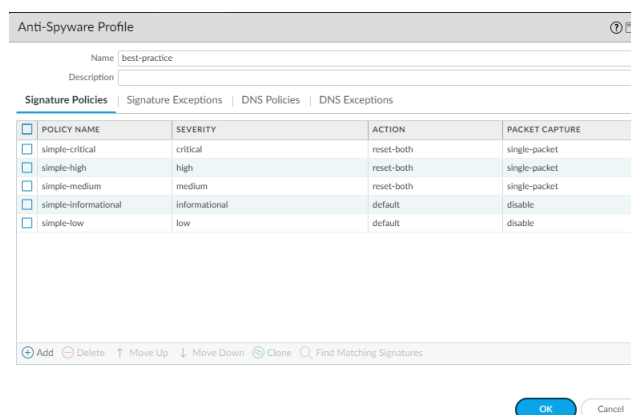 Anti-Spyware Profile
Name best-practice
Description
Signature Policies | Signature Exceptions | DNS Policies | DNS Exceptions
POLICY NAME SEVERITY ACTION PACKET CAPTURE
simple-critical critical reset-both single-packet
simple-high high reset-both single-packet
simple-medium medium reset-both single-packet
simple-informational informational default disable
simple-low low default disable
Add Delete Move Up Move Down Clone Find Matching Signatures
OK Cancel